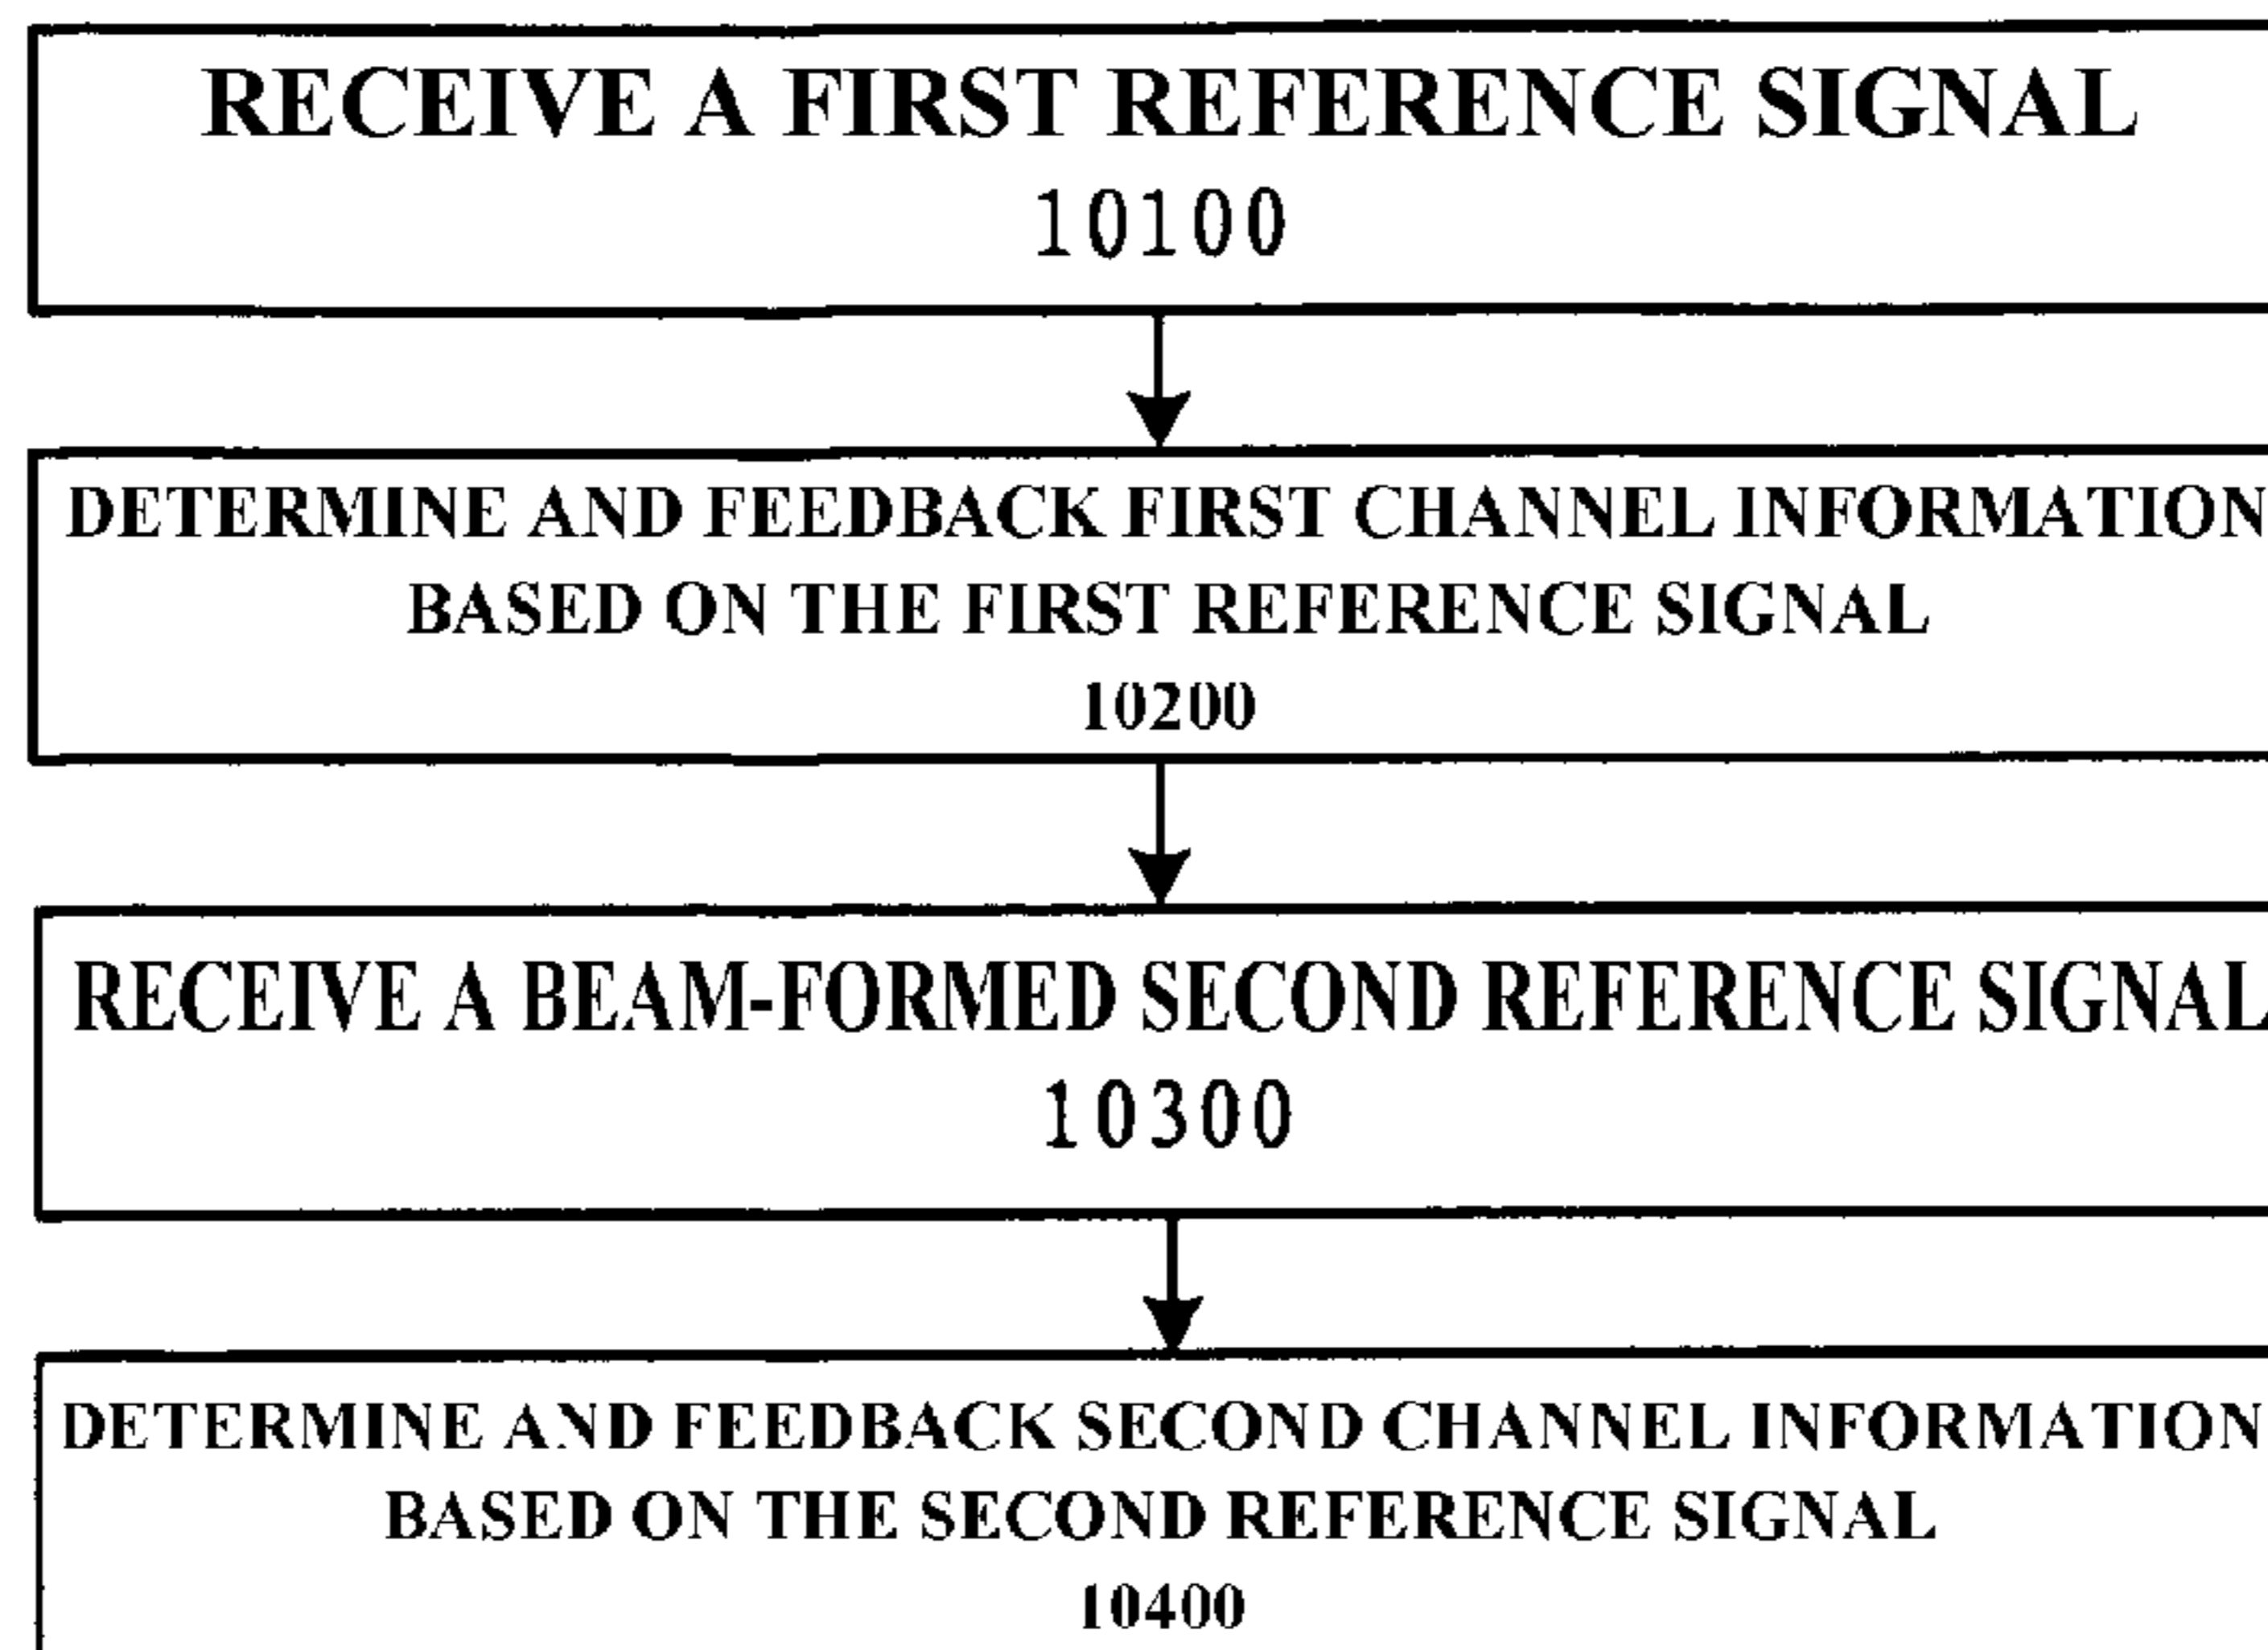 RECEIVE A FIRST REFERENCE SIGNAL
10100
DETERMINE AND FEEDBACK FIRST CHANNEL INFORMATION
BASED ON THE FIRST REFERENCE SIGNAL
10200
RECEIVE A BEAM-FORMED SECOND REFERENCE SIGNAL
10300
DETERMINE AND FEEDBACK SECOND CHANNEL INFORMATION
BASED ON THE SECOND REFERENCE SIGNAL
10400